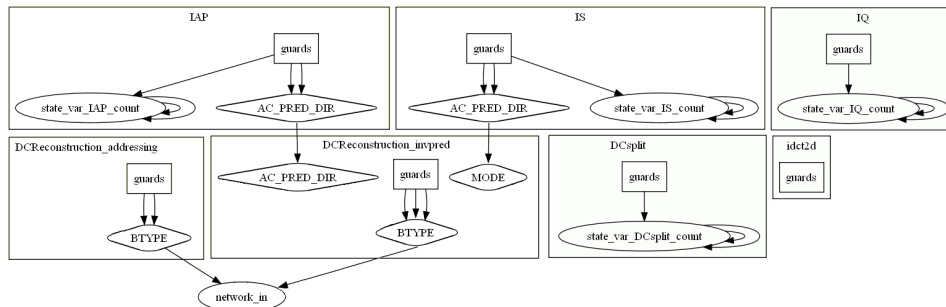 IAP
IS
IQ
guards
guards
guards
state_var_IAP_count
AC_PRED_DIR
AC_PRED_DIR
state_var_IS_count
state_var_IQ_count
DCReconstruction_addressing
DCReconstruction_invpred
DCsplit
idct2d
guards
AC_PRED_DIR
guards
MODE
guards
guards
BTYPE
BTYPE
state_var_DCsplit_count
network_in